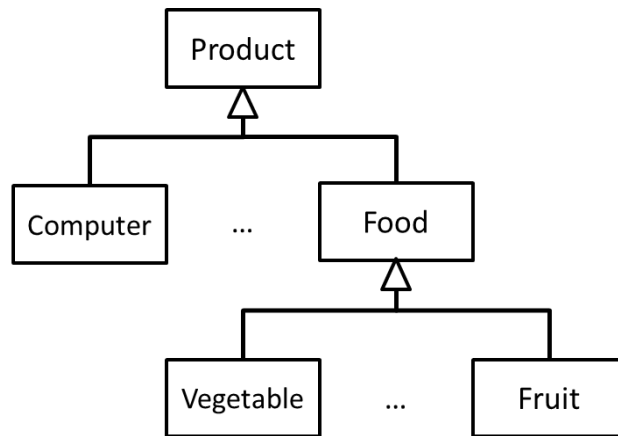 Product
Computer
...
Food
Vegetable
...
Fruit